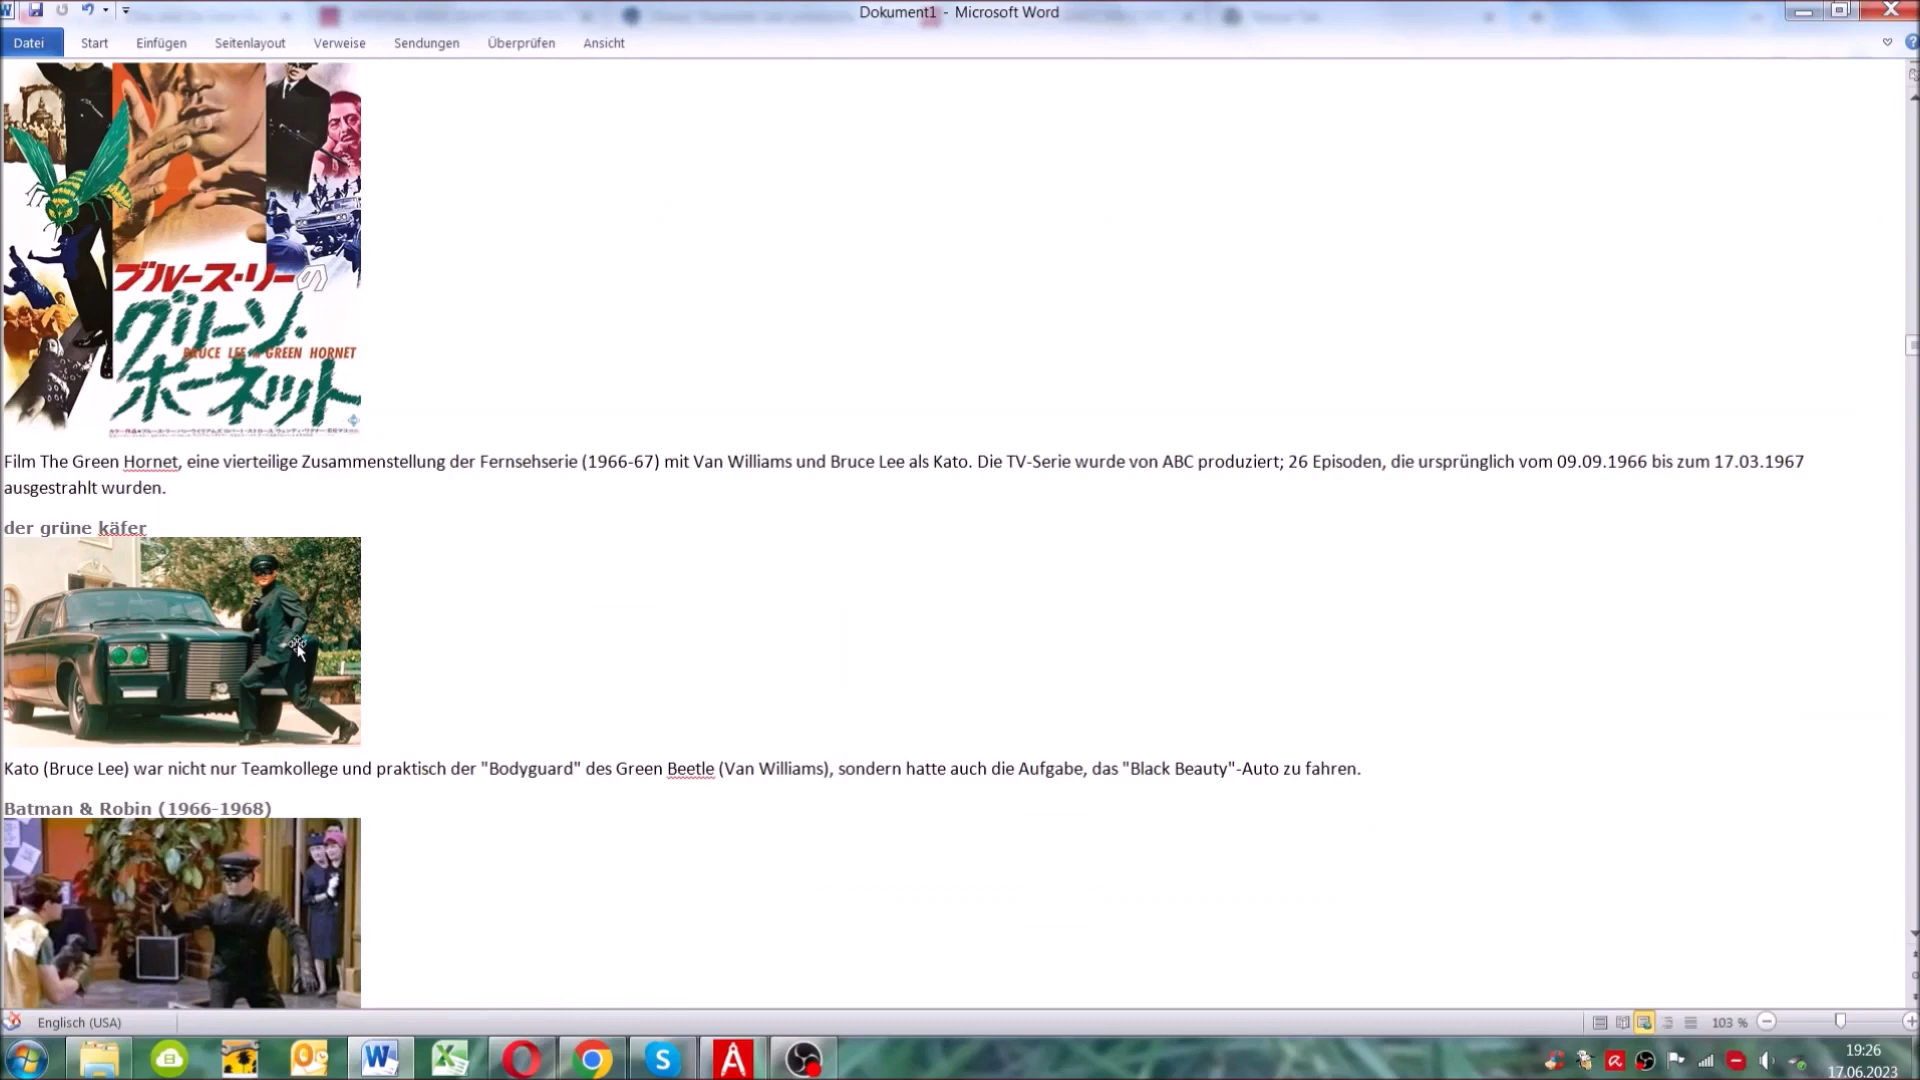 Dokument1 - Microsoft Word
Datei Start Einfügen Seitenlayout Verweise Sendungen Überprüfen Ansicht
ブルース・リーの
グリーン・
BRUCE LEE GREEN HORNET
ホーネット
Film The Green Hornet, eine vierteilige Zusammenstellung der Fernsehserie (1966-67) mit Van Williams und Bruce Lee als Kato. Die TV-Serie wurde von ABC produziert; 26 Episoden, die ursprünglich vom 09.09.1966 bis zum 17.03.1967
ausgestrahlt wurden.
der grüne käfer
Kato (Bruce Lee) war nicht nur Teamkollege und praktisch der "Bodyguard" des Green Beetle (Van Williams), sondern hatte auch die Aufgabe, das "Black Beauty"-Auto zu fahren.
Batman & Robin (1966-1968)
Englisch (USA)
103 %
19:26
17.06.2023